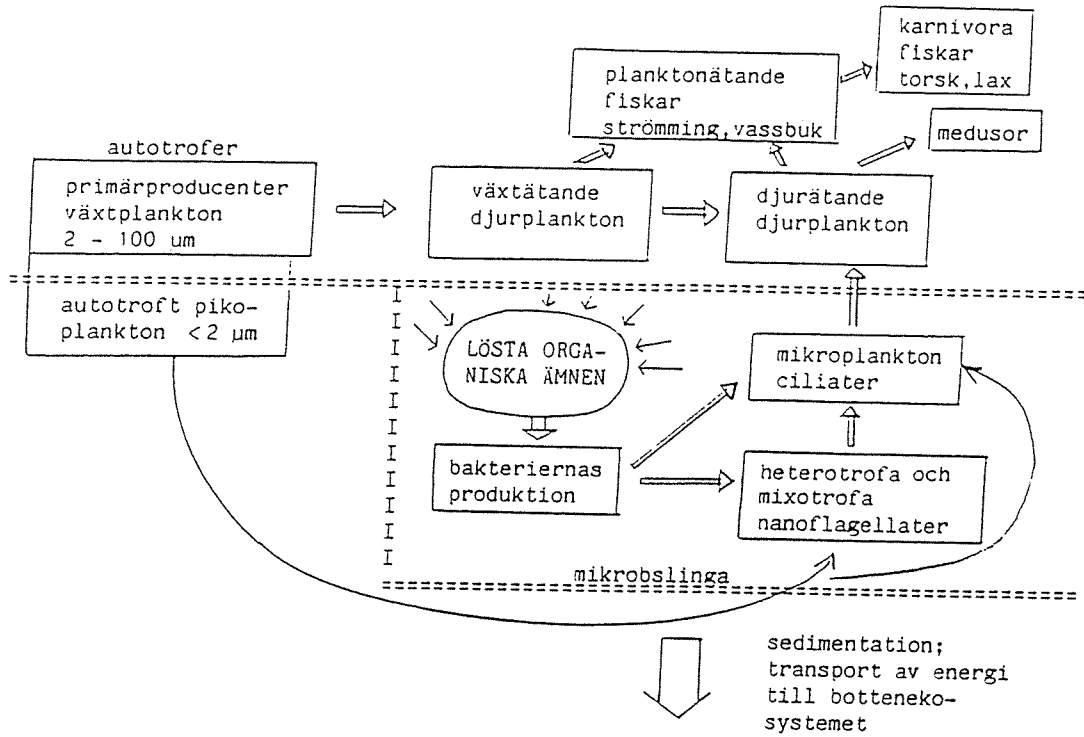 karnivora
fiskar
torsk,lax
planktonätande
fiskar
strömming,vassbuk
medusor
autotrofer
primärproducenter
växtplankton
2 - 100 um
växtätande
djurplankton
djurätande
djurplankton
autotroft piko-
plankton <2 µm
LÖSTA ORGA-
NISKA ÄMNEN
mikroplankton
ciliater
bakteriernas
produktion
heterotrofa och
mixotrofa
nanoflagellater
mikrobslinga
sedimentation;
transport av energi
till botteneko-
systemet